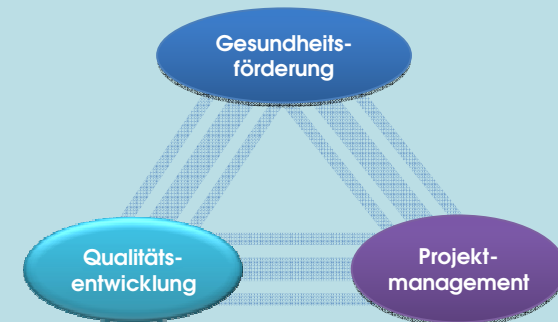 Gesundheits-
förderung
Qualitäts-
entwicklung
Projekt-
management